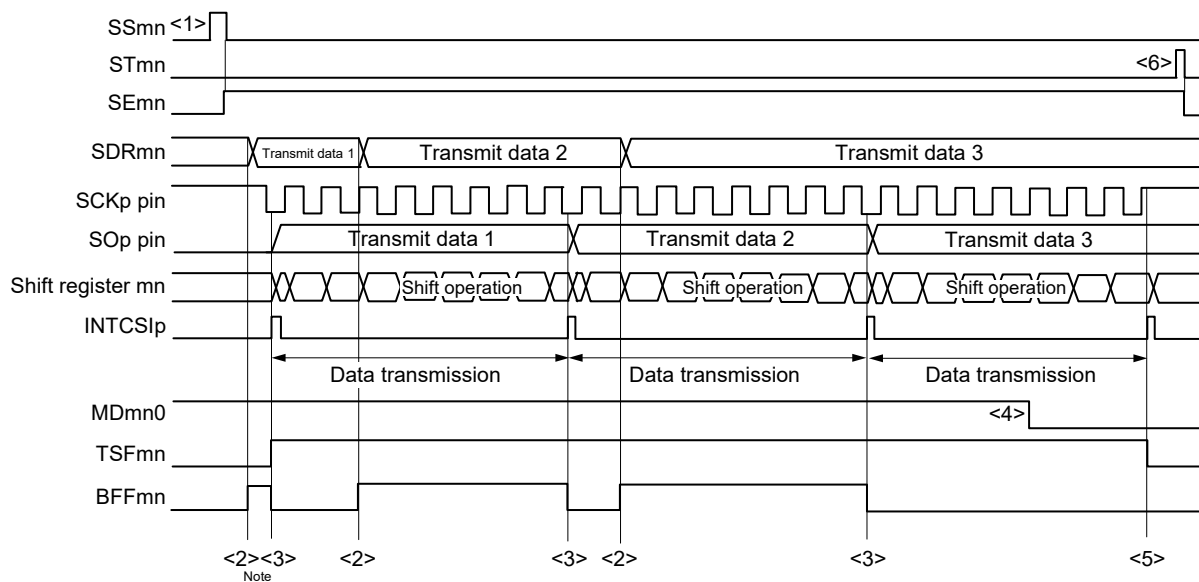 SSmn <1>
STmn <6>
SEmn
SDRmn Transmit data 1 Transmit data 2 Transmit data 3
SCKp pin
SOp pin Transmit data 1 Transmit data 2 Transmit data 3
Shift register mn Shift operation Shift operation Shift operation
INTCSIp
Data transmission Data transmission Data transmission
MDmn0 <4>
TSFmn
BFFmn
<2> <3> <2> <3> <2> <3> <5>
Note